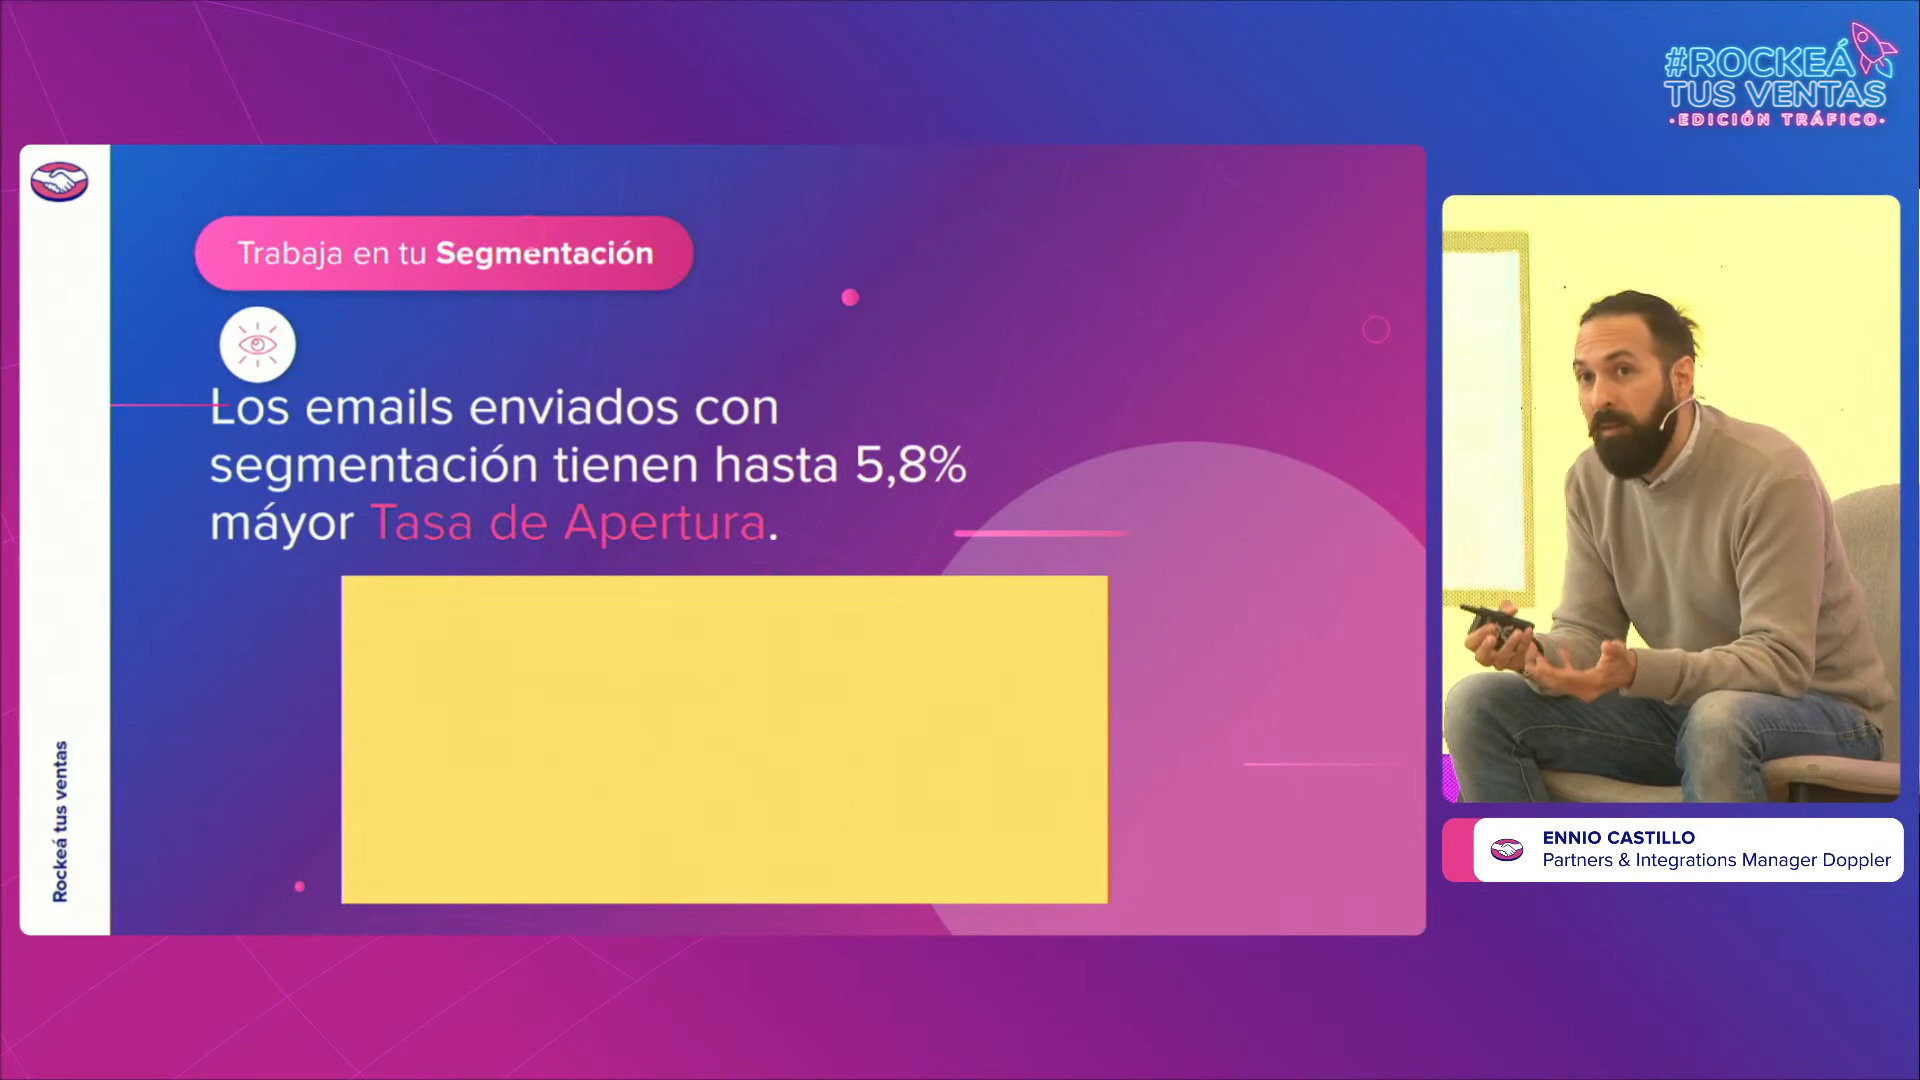 #ROCKEÁ
TUS VENTAS
•EDICIÓN TRÁFICO•
Trabaja en tu Segmentación
Los emails enviados con
segmentación tienen hasta 5,8%
máyor Tasa de Apertura.
Rockeá tus ventas
ENNIO CASTILLO
Partners & Integrations Manager Doppler